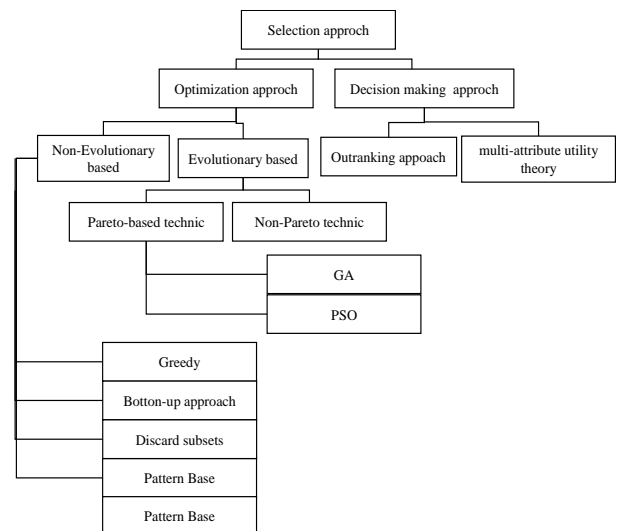 Selection approch
Optimization approch
Decision making  approch
Non-Evolutionary
based
Evolutionary based
Outranking appoach
multi-attribute utility
theory
Pareto-based technic
Non-Pareto technic
GA
PSO
Greedy
Botton-up approach
Discard subsets
Pattern Base
Pattern Base